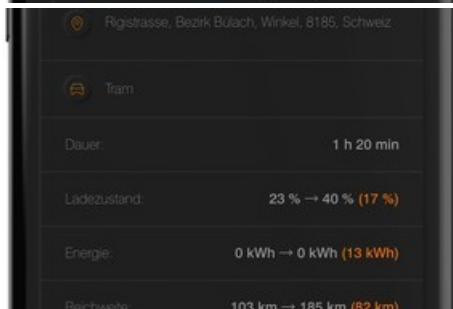 Rigistrasse, Bezirk Bülach, Winkel, 8185, Schweiz
Tram
Dauer: 1 h 20 min
Ladezustand: 23 % → 40 % (17 %)
Energie: 0 kWh → 0 kWh (13 kWh)
Reichweite: 103 km → 185 km (82 km)